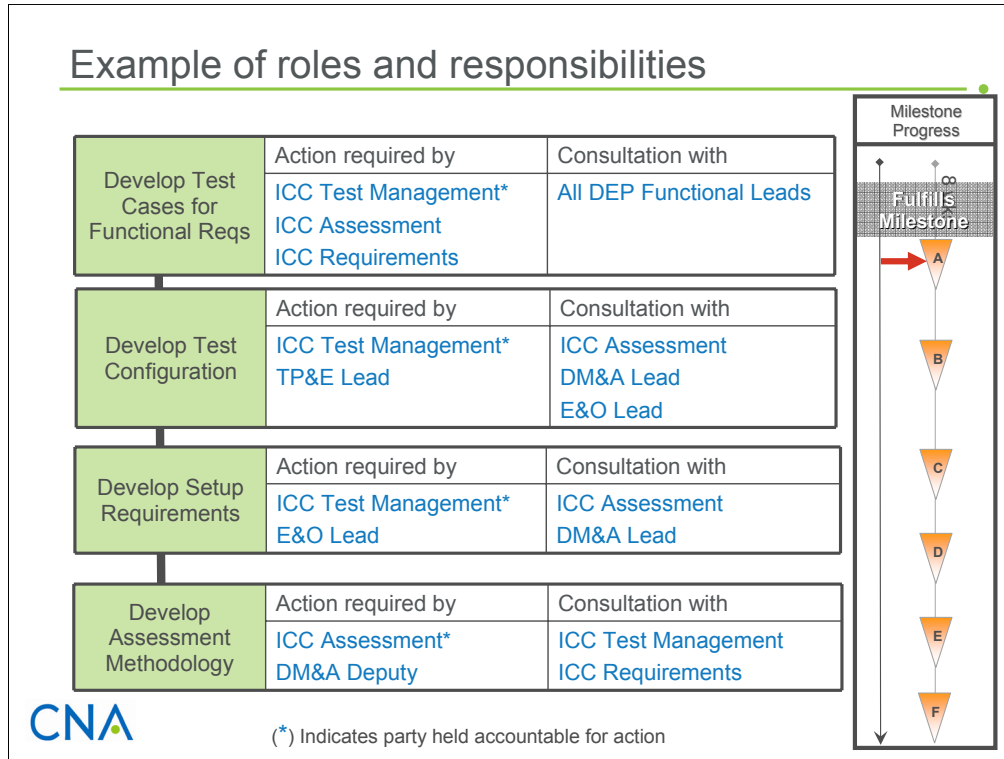 Example of roles and responsibilities
Milestone
Progress
Develop Test
Cases for
Functional Reqs
Action required by
Consultation with
ICC Test Management*
ICC Assessment
ICC Requirements
All DEP Functional Leads
Develop Test
Configuration
Action required by
Consultation with
ICC Test Management*
TP&E Lead
ICC Assessment
DM&A Lead
E&O Lead
Develop Setup
Requirements
Action required by
Consultation with
ICC Test Management*
E&O Lead
ICC Assessment
DM&A Lead
Develop
Assessment
Methodology
Action required by
Consultation with
ICC Assessment*
DM&A Deputy
ICC Test Management
ICC Requirements
Fulfills
Milestone
A
B
C
D
E
F
CNA
(*) Indicates party held accountable for action